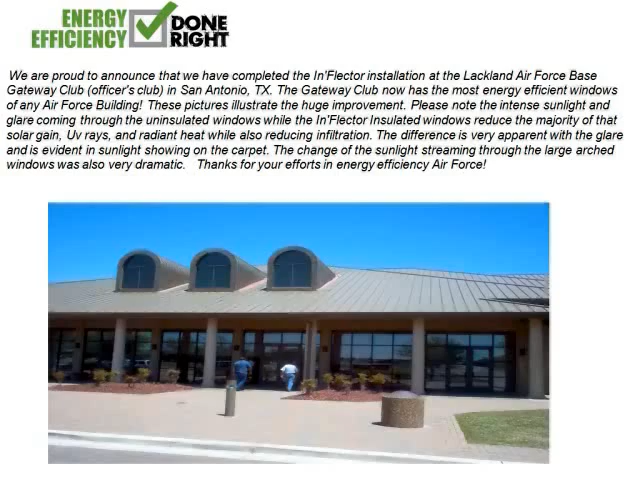 ENERGY
EFFICIENCY
DONE
RIGHT
We are proud to announce that we have completed the In'Flector installation at the Lackland Air Force Base
Gateway Club (officer's club) in San Antonio, TX. The Gateway Club now has the most energy efficient windows
of any Air Force Building! These pictures illustrate the huge improvement. Please note the intense sunlight and
glare coming through the uninsulated windows while the In'Flector Insulated windows reduce the majority of that
solar gain, Uv rays, and radiant heat while also reducing infiltration. The difference is very apparent with the glare
and is evident in sunlight showing on the carpet. The change of the sunlight streaming through the large arched
windows was also very dramatic. Thanks for your efforts in energy efficiency Air Force!